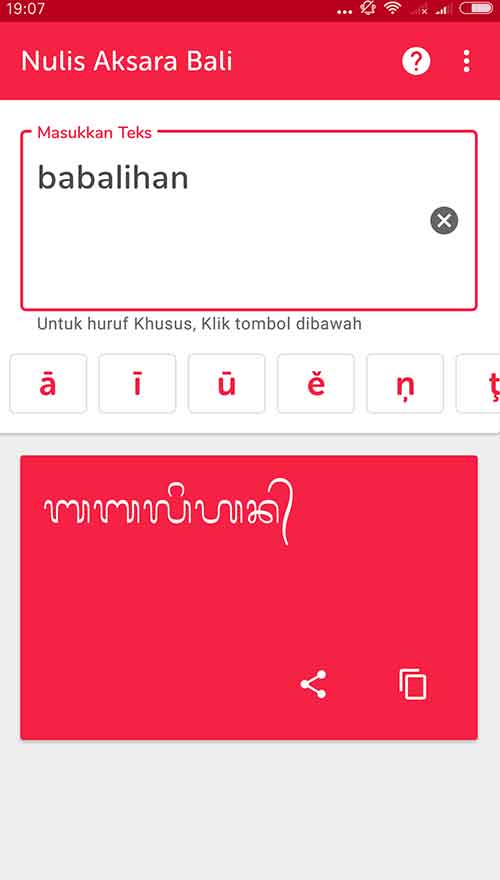 19:07
Nulis Aksara Bali
Masukkan Teks
babalihan
Untuk huruf Khusus, Klik tombol dibawah
ā ī ū ĕ ṇ ţ
ᬩᬩᬮᬶᬳᬦ᭄